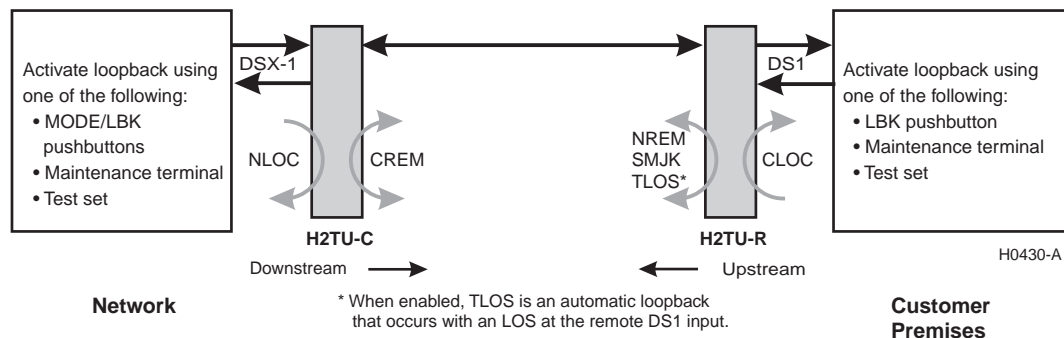 Activate loopback using
one of the following:
• MODE/LBK
pushbuttons
• Maintenance terminal
• Test set
DSX-1
NLOC
CREM
H2TU-C
NREM
SMJK
TLOS*
DS1
CLOC
H2TU-R
Activate loopback using
one of the following:
• LBK pushbutton
• Maintenance terminal
• Test set
H0430-A
Downstream
Upstream
Network
* When enabled, TLOS is an automatic loopback
that occurs with an LOS at the remote DS1 input.
Customer
Premises